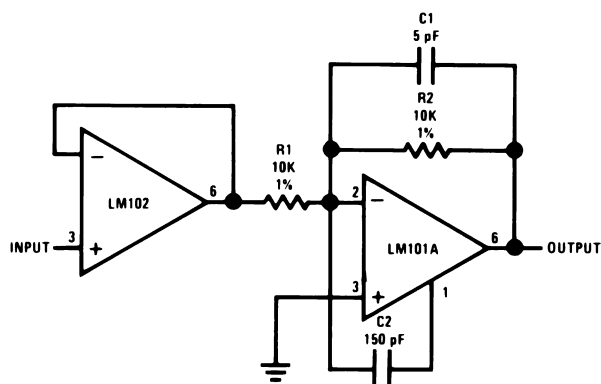 C1
5 pF
R2
10K
1%
R1
10K
1%
−
6
LM102
INPUT
3
+
2
−
LM101A
6
OUTPUT
3
+
1
C2
150 pF